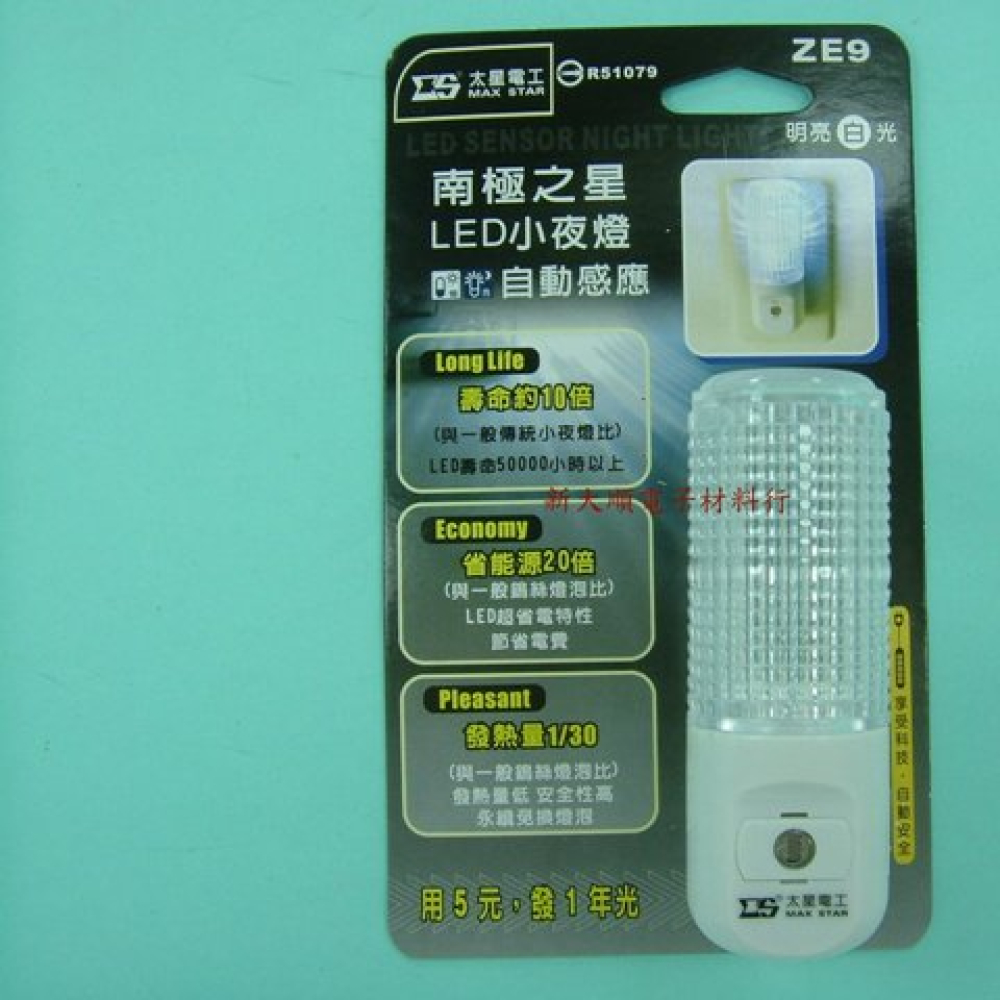 太星電工
MAX STAR
R51079
ZE9
LED SENSOR NIGHT LIGHT
明亮白光
南極之星
LED小夜燈
自動感應
Long Life
壽命約10倍
(與一般傳統小夜燈比)
LED壽命50000小時以上
新大順電子材料行
Economy
省能源20倍
(與一般鎢絲燈泡比)
LED超省電特性
節省電費
Pleasant
發熱量1/30
(與一般鎢絲燈泡比)
發熱量低 安全性高
永續免換燈泡
享受科技，自動安全
用5元，發1年光
太星電工
MAX STAR